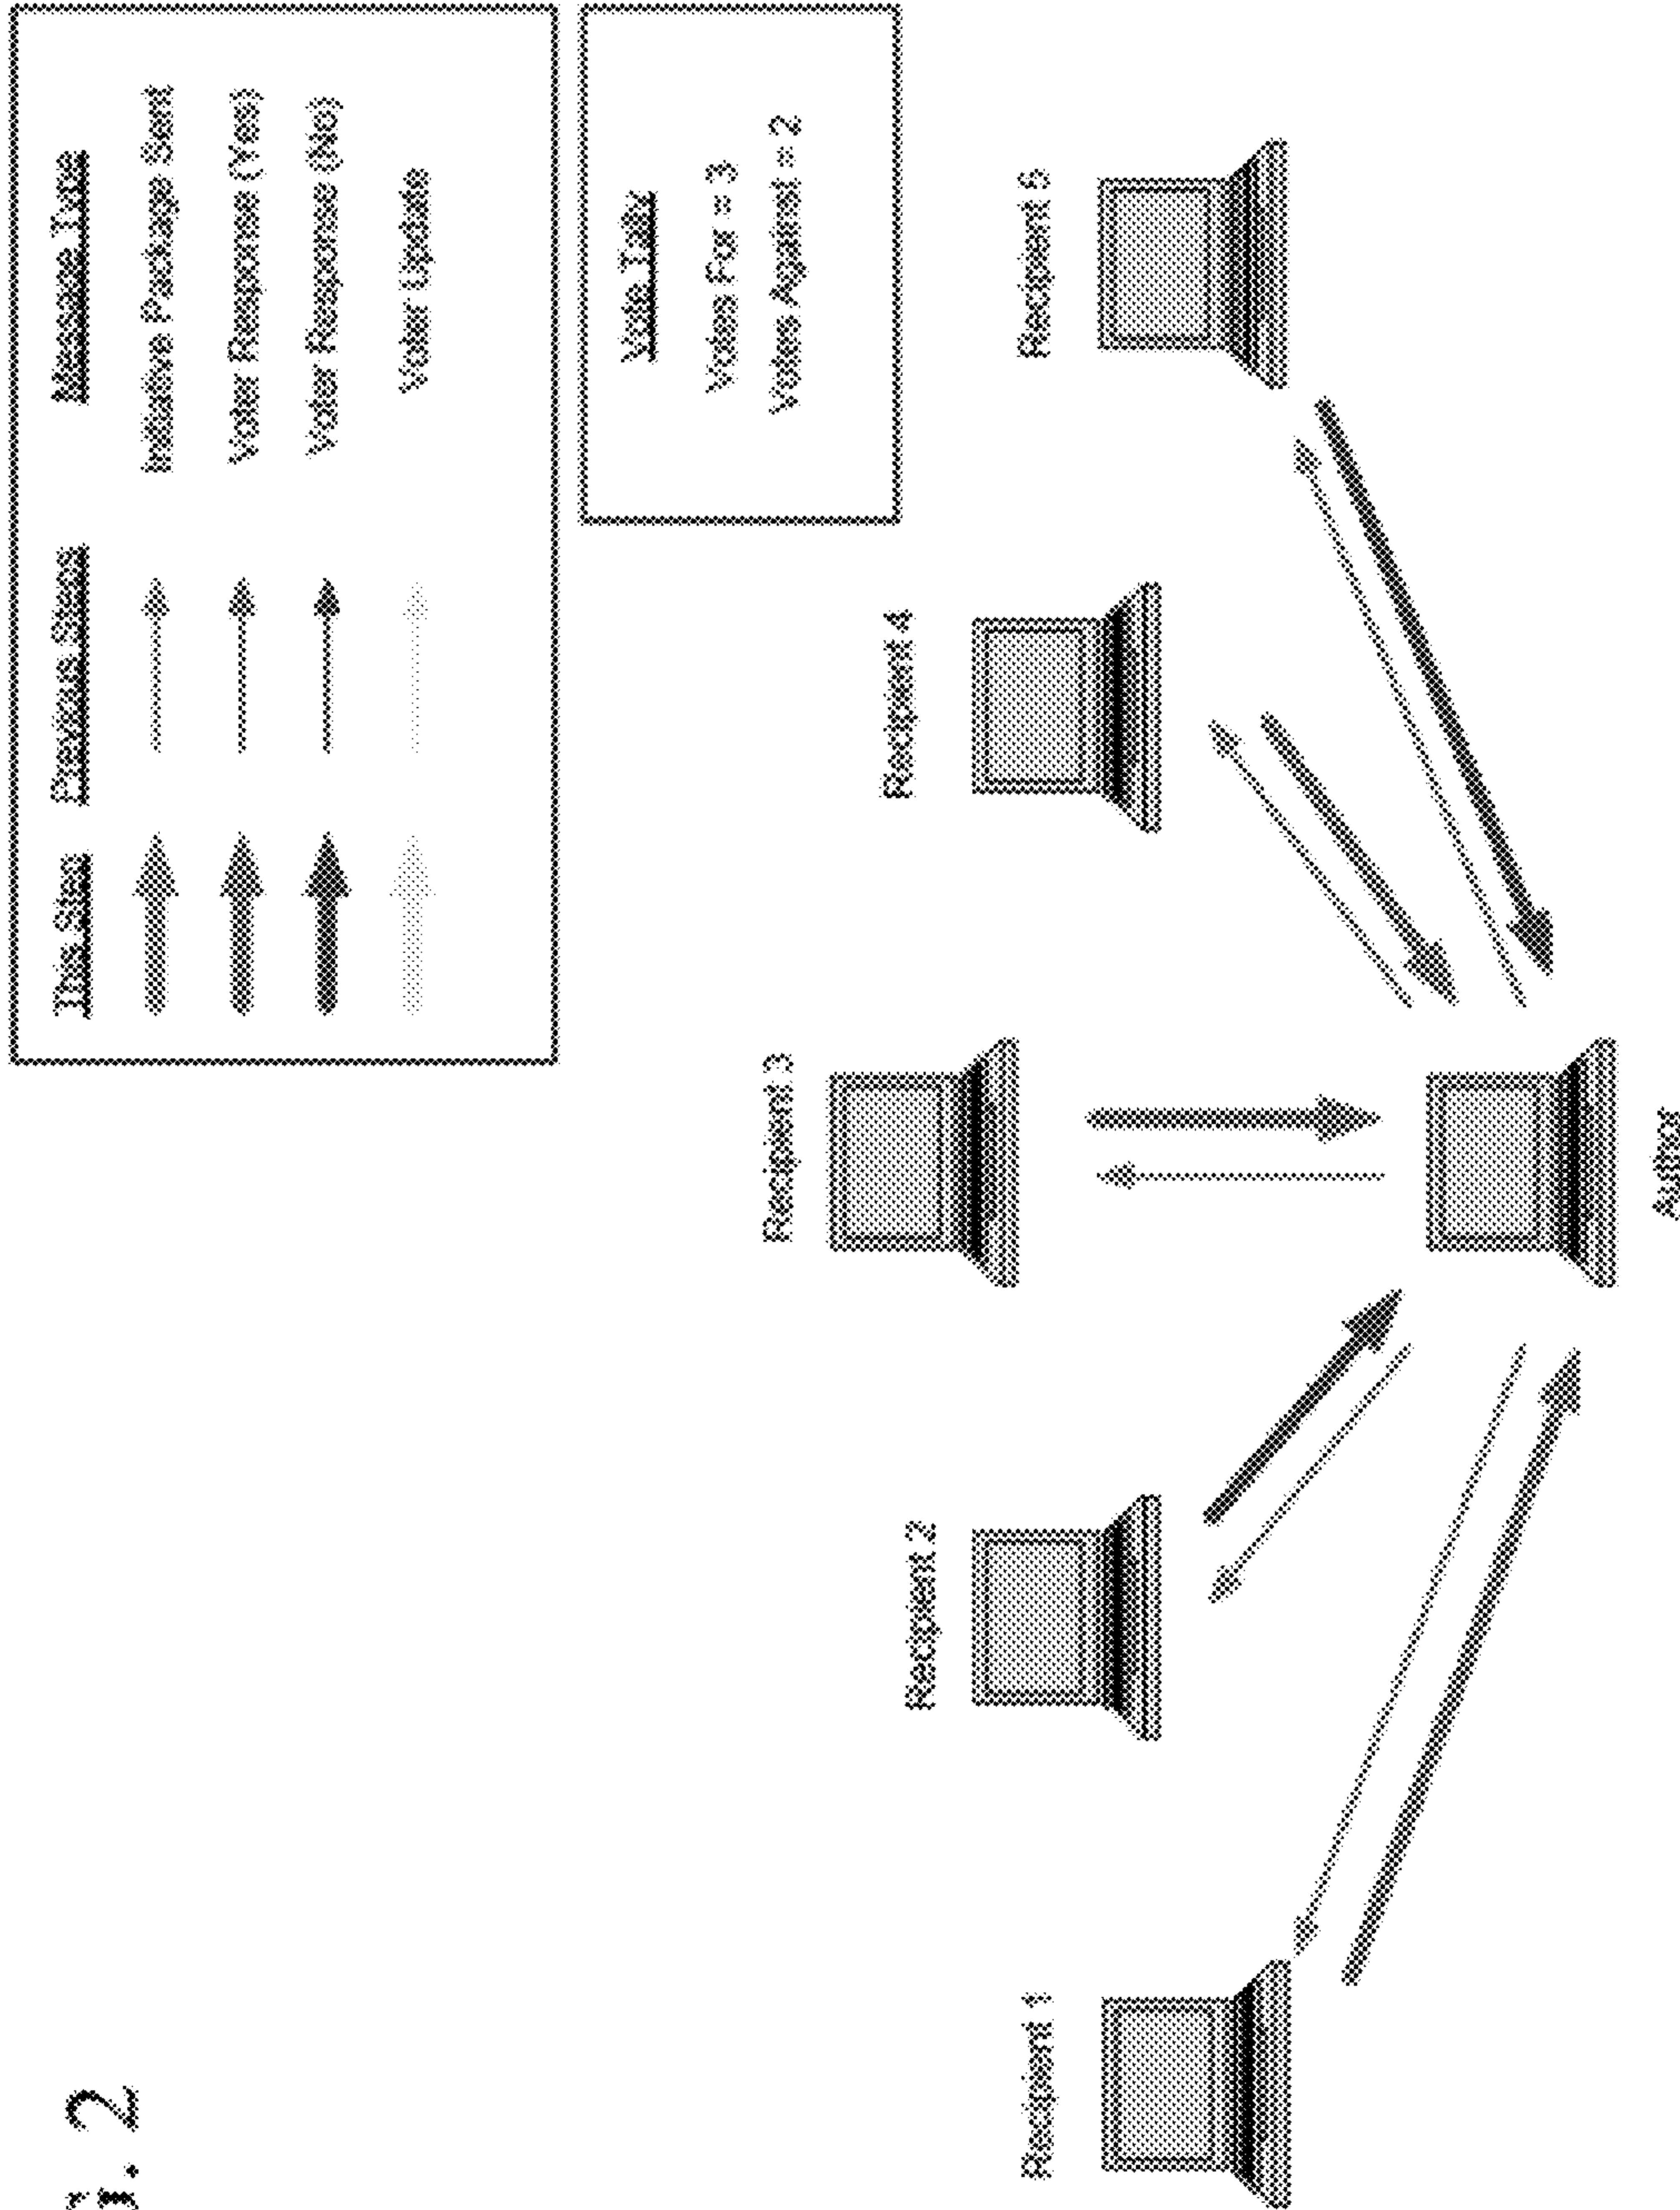 This Step Previous Steps Message Type
Initiative Package Sent
Voter Response (Yes)
Voter Response (No)
Voter Update
Vote Tally
Votes For = 3
Votes Against = 2
Recipient 1
Recipient 2
Recipient 3
Recipient 4
Recipient 5
Author
. 2